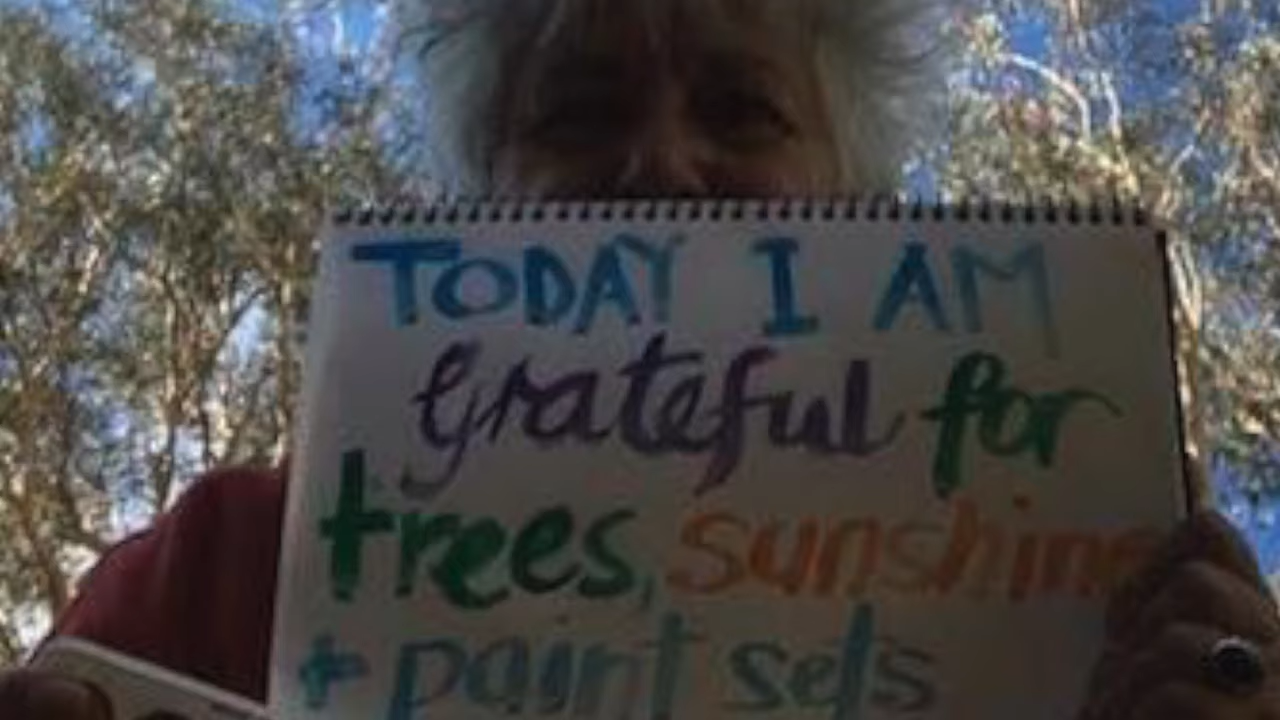 TODAY I AM
grateful for
trees, sunshine
+ paint sets